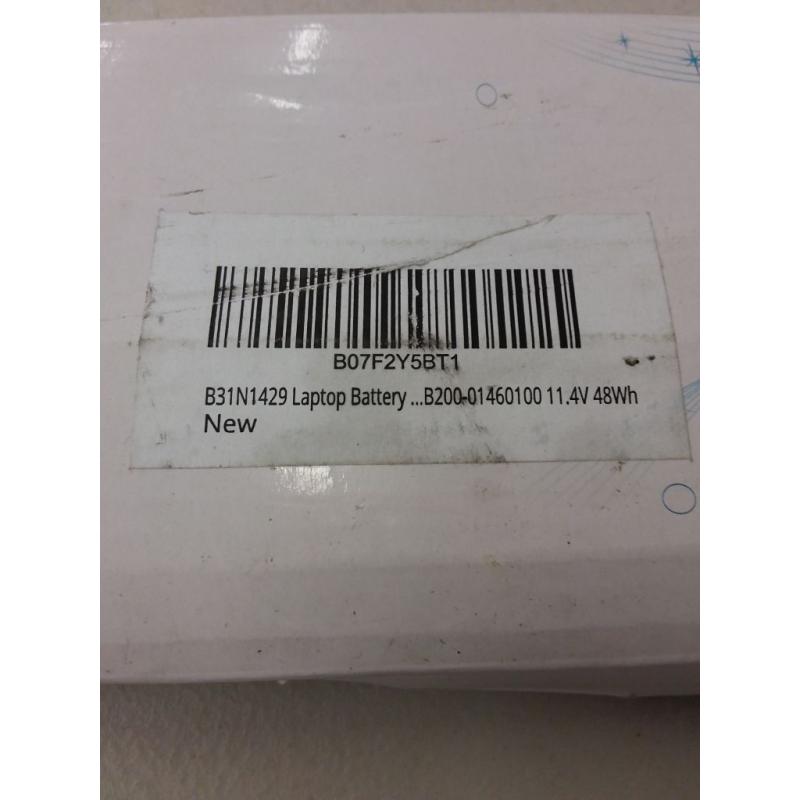 B07F2Y5BT1
B31N1429 Laptop Battery ...B200-01460100 11.4V 48Wh
New